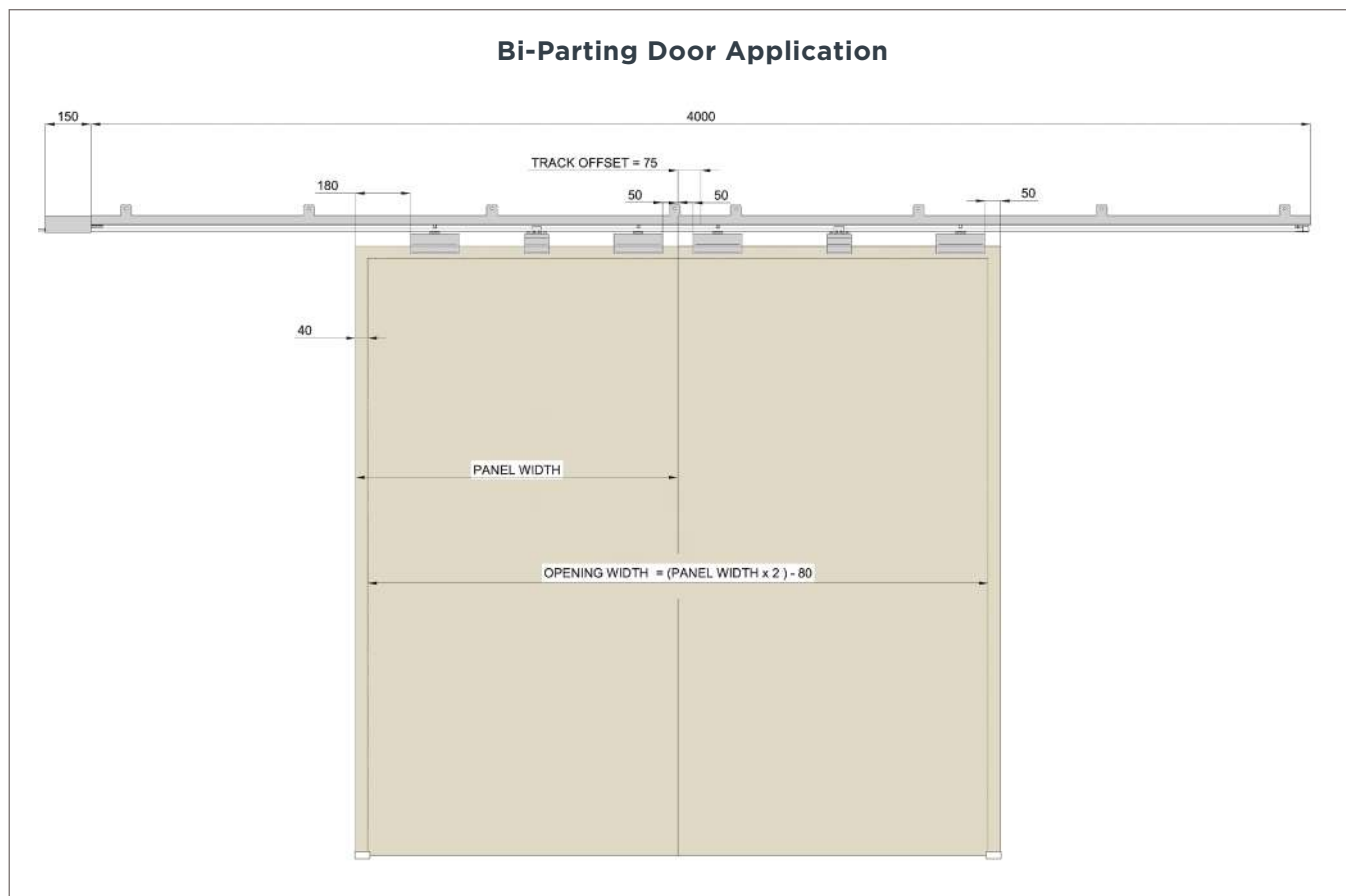 Bi-Parting Door Application
150
4000
TRACK OFFSET = 75
180
50
50
50
40
PANEL WIDTH
OPENING WIDTH = (PANEL WIDTH x 2 ) - 80